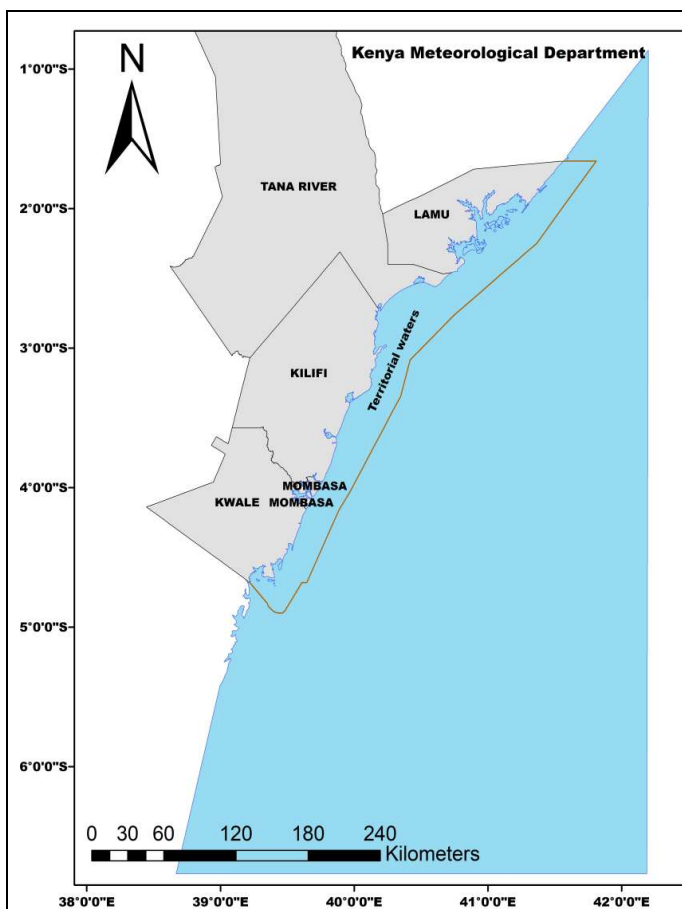 Kenya Meteorological Department
N
1°0'0"S
2°0'0"S
3°0'0"S
4°0'0"S
5°0'0"S
6°0'0"S
TANA RIVER
LAMU
KILIFI
Territorial waters
MOMBASA
KWALE MOMBASA
0 30 60 120 180 240
Kilometers
38°0'0"E 39°0'0"E 40°0'0"E 41°0'0"E 42°0'0"E